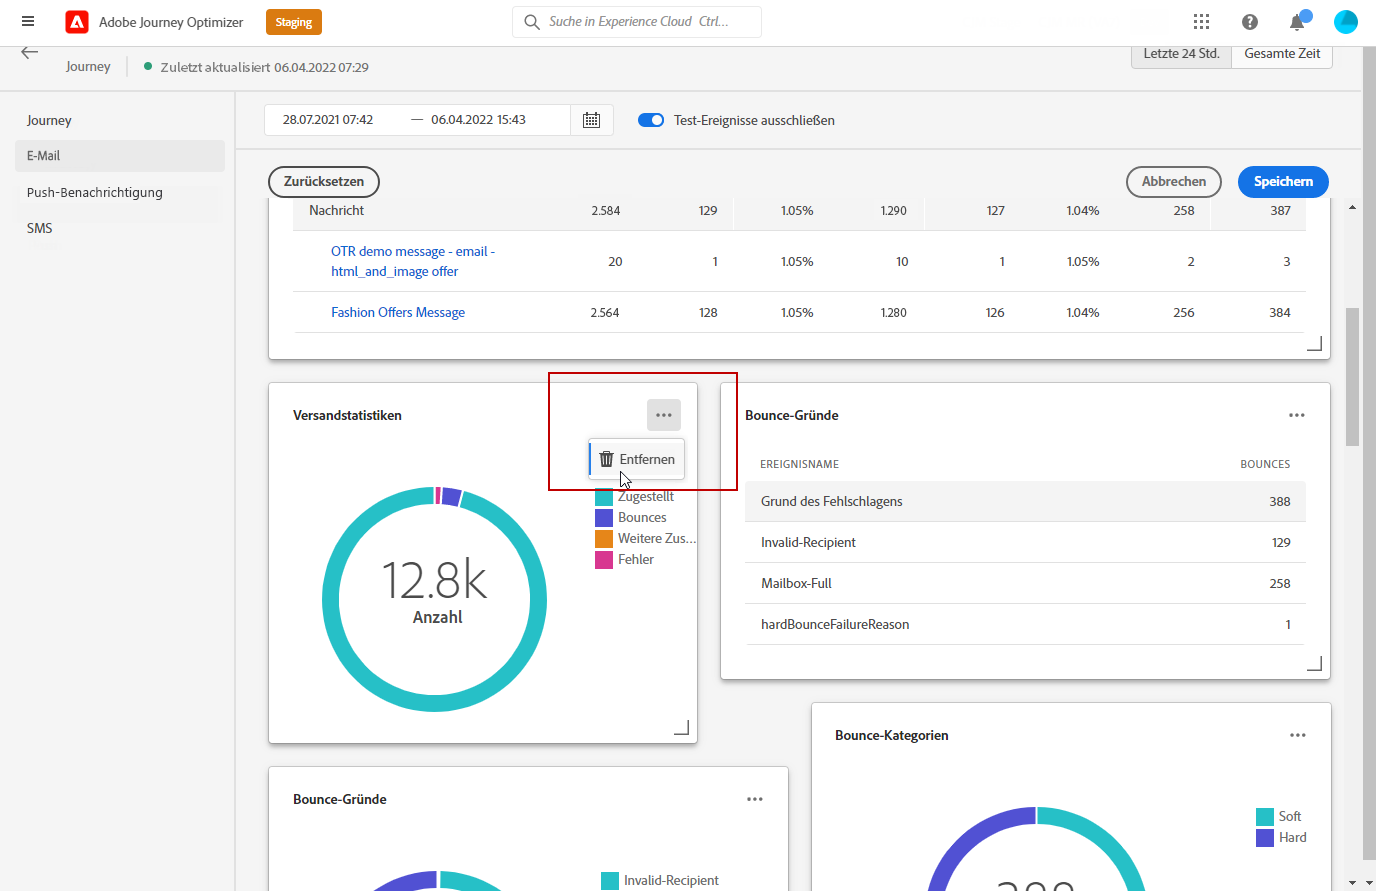 Adobe Journey Optimizer
Staging
Suche in Experience Cloud Ctrl...
Journey
Zuletzt aktualisiert 06.04.2022 07:29
Letzte 24 Std.
Gesamte Zeit
Journey
E-Mail
Push-Benachrichtigung
SMS
28.07.2021 07:42 — 06.04.2022 15:43
Test-Ereignisse ausschließen
Zurücksetzen
Abbrechen
Speichern
Nachricht 2.584 129 1.05% 1.290 127 1.04% 258 387
OTR demo message - email -
html_and_image offer 20 1 1.05% 10 1 1.05% 2 3
Fashion Offers Message 2.564 128 1.05% 1.280 126 1.04% 256 384
Versandstatistiken
Entfernen
Zugestellt
Bounces
Weitere Zus...
Fehler
12.8k
Anzahl
Bounce-Gründe
EREIGNISNAME BOUNCES
Grund des Fehlschlagens 388
Invalid-Recipient 129
Mailbox-Full 258
hardBounceFailureReason 1
Bounce-Gründe
Invalid-Recipient
Bounce-Kategorien
Soft
Hard